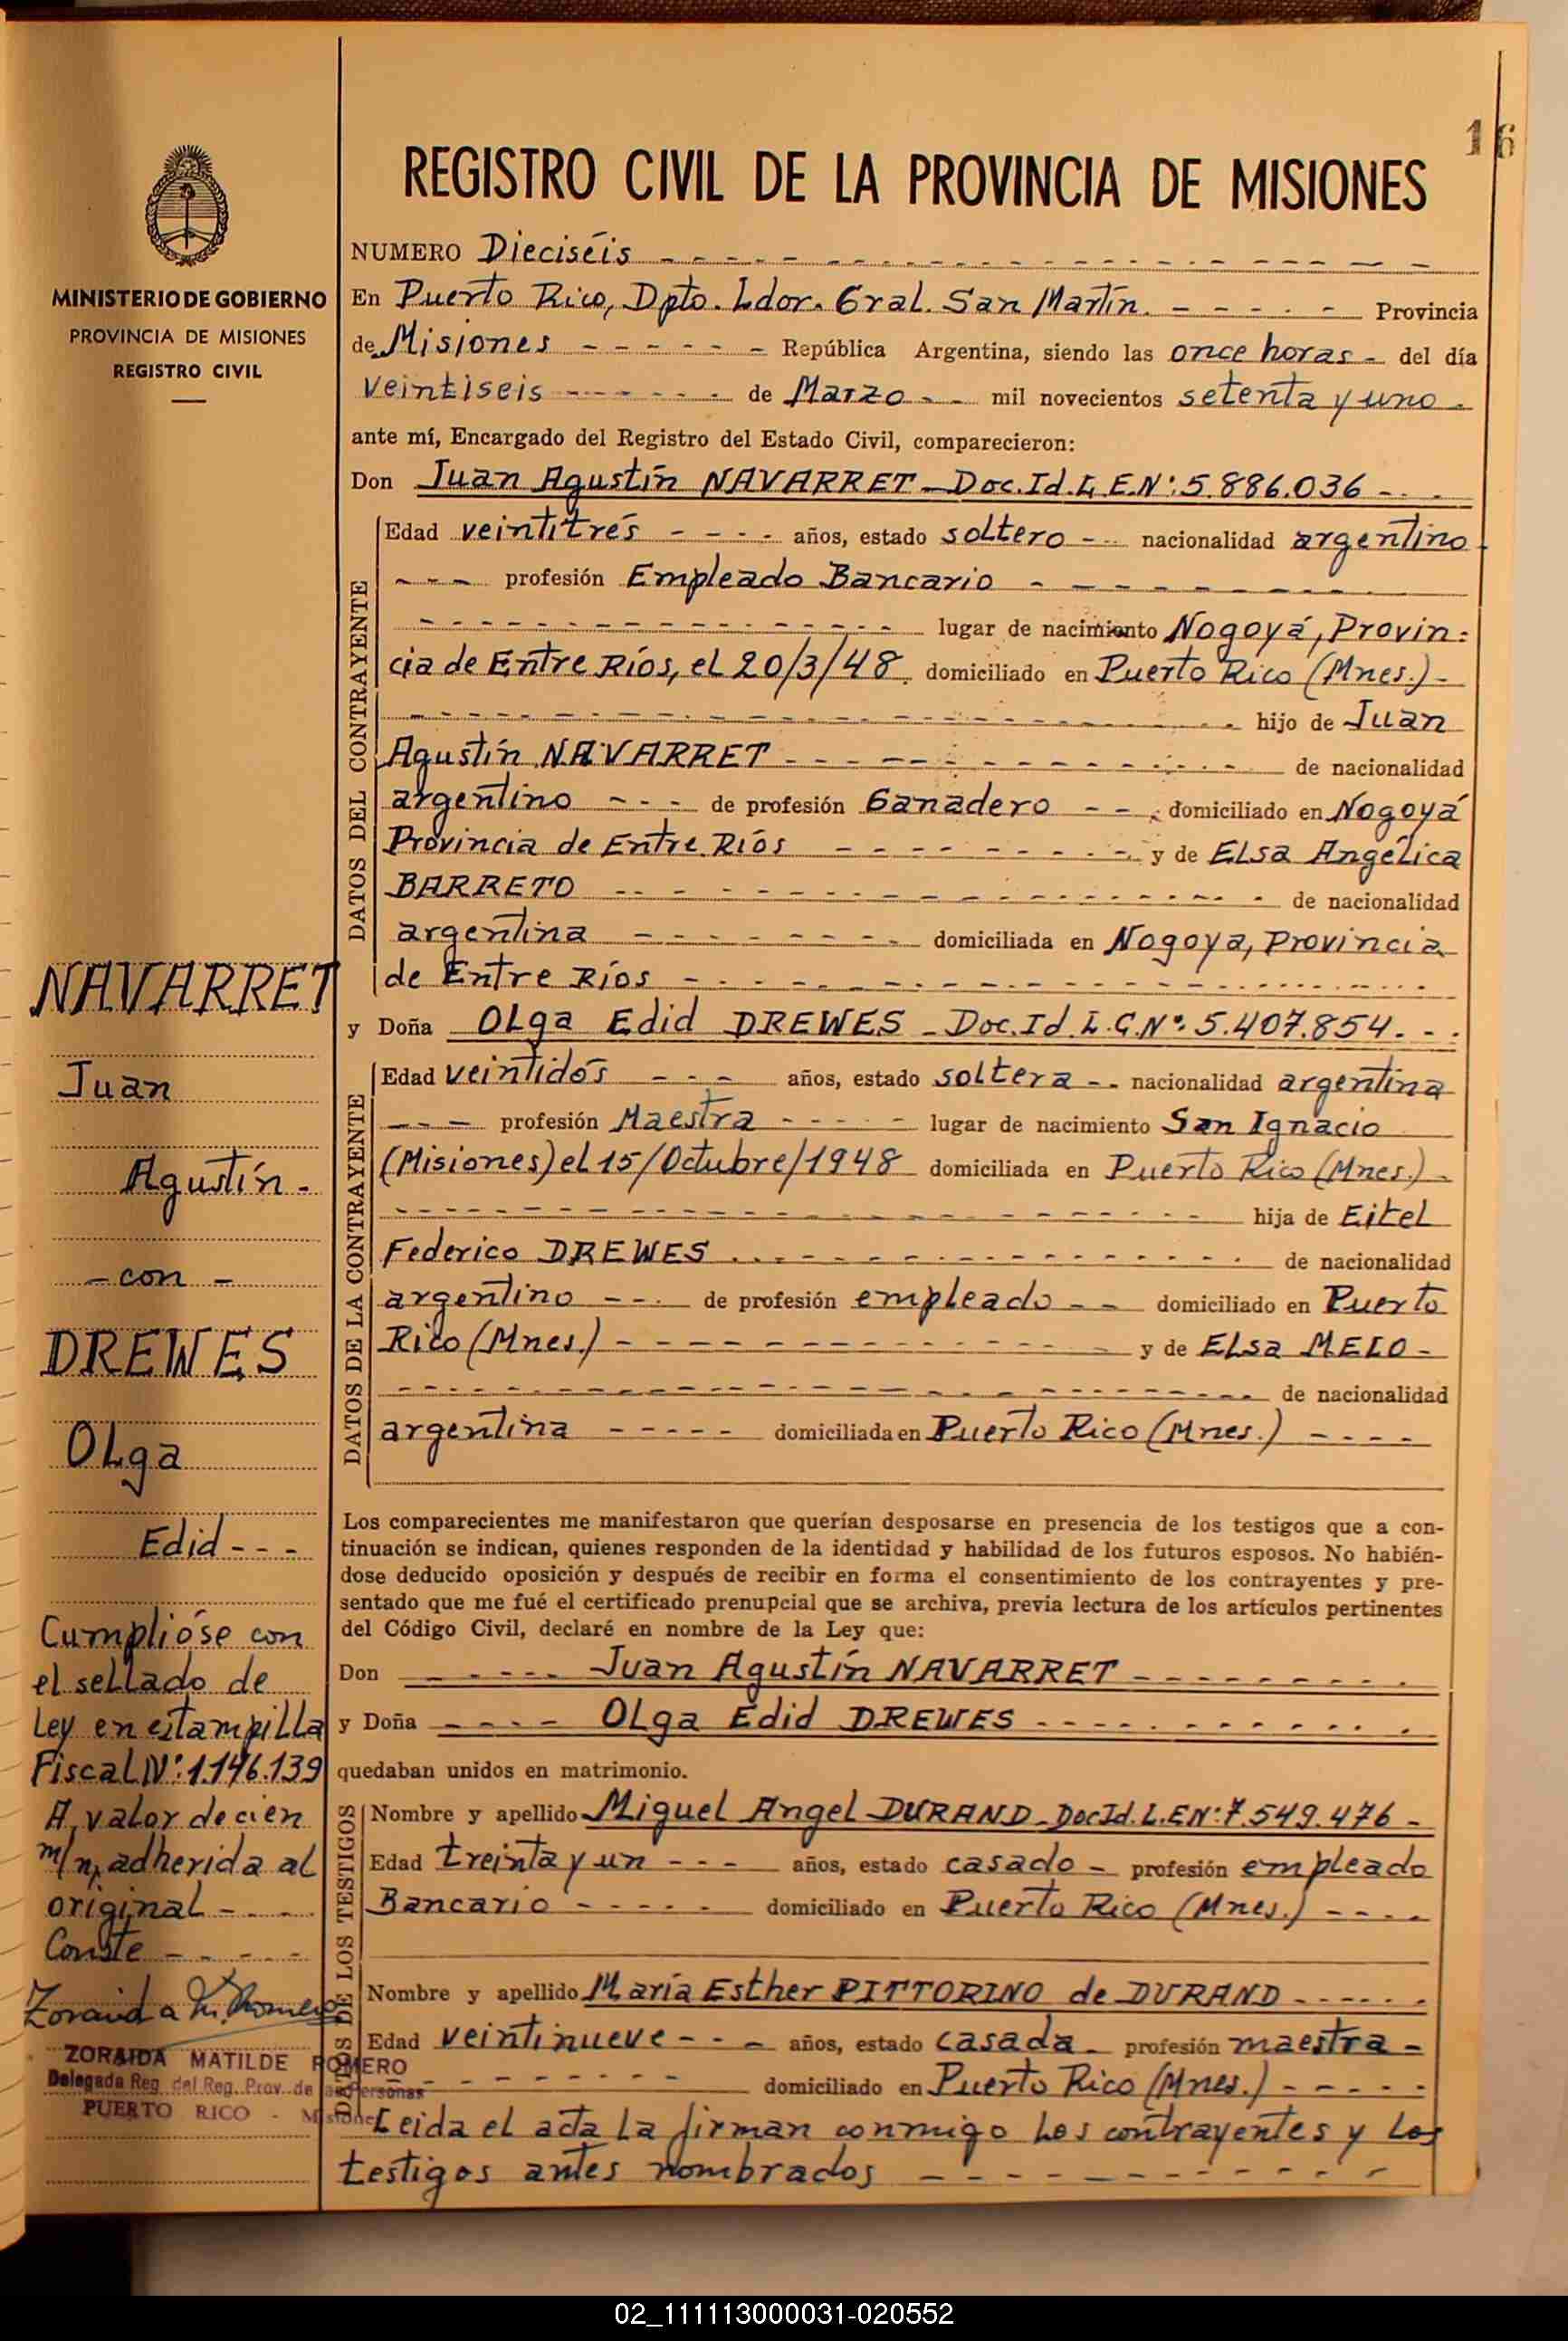 16
REGISTRO CIVIL DE LA PROVINCIA DE MISIONES
MINISTERIO DE GOBIERNO
PROVINCIA DE MISIONES
REGISTRO CIVIL
NUMERO Dieciséis
En Puerto Rico, Dpto. Ldor. Gral. San Martín. Provincia
de Misiones República Argentina, siendo las once horas del día
veintiseis de Marzo mil novecientos setenta y uno.
ante mí, Encargado del Registro del Estado Civil, comparecieron:
Don Juan Agustín NAVARRET - Doc. Id. L.E.Nº: 5.886.036
DATOS DEL CONTRAYENTE
Edad veintitrés años, estado soltero nacionalidad argentino
profesión Empleado Bancario
lugar de nacimiento Nogoyá, Provin=
cia de Entre Ríos, el 20/3/48. domiciliado en Puerto Rico (Mnes.)
hijo de Juan
Agustín NAVARRET de nacionalidad
argentino de profesión Ganadero domiciliado en Nogoyá
Provincia de Entre Ríos y de Elsa Angélica
BARRETO de nacionalidad
argentina domiciliada en Nogoya, Provincia
de Entre Ríos
y Doña Olga Edid DREWES - Doc. Id. L.C.Nº: 5.407.854.
DATOS DE LA CONTRAYENTE
Edad veintidós años, estado soltera nacionalidad argentina
profesión Maestra lugar de nacimiento San Ignacio
(Misiones) el 15/Octubre/1948 domiciliada en Puerto Rico (Mnes.)
hija de Eitel
Federico DREWES de nacionalidad
argentino de profesión empleado domiciliado en Puerto
Rico (Mnes.) y de Elsa MELO
de nacionalidad
argentina domiciliada en Puerto Rico (Mnes.)
Los comparecientes me manifestaron que querían desposarse en presencia de los testigos que a con-
tinuación se indican, quienes responden de la identidad y habilidad de los futuros esposos. No habién-
dose deducido oposición y después de recibir en forma el consentimiento de los contrayentes y pre-
sentado que me fué el certificado prenupcial que se archiva, previa lectura de los artículos pertinentes
del Código Civil, declaré en nombre de la Ley que:
Don Juan Agustín NAVARRET
y Doña Olga Edid DREWES
quedaban unidos en matrimonio.
DATOS DE LOS TESTIGOS
Nombre y apellido Miguel Angel DURAND - Doc Id. L.E Nº: 7.549.476
Edad treinta y un años, estado casado profesión empleado
Bancario domiciliado en Puerto Rico (Mnes.)
Nombre y apellido María Esther PITTORINO de DURAND
Edad veintinueve años, estado casada profesión maestra
domiciliado en Puerto Rico (Mnes.)
Leida el acta la firman conmigo los contrayentes y los
testigos antes nombrados
NAVARRET
Juan
Agustín -
- con -
DREWES
Olga
Edid
Cumplióse con
el sellado de
Ley en estampilla
Fiscal Nº: 1.146.139
A, valor de cien
m/n, adherida al
original
Conste
Zoraida M. Romero
ZORAIDA MATILDE ROMERO
Delegada Reg. del Reg. Prov. de las Personas
PUERTO RICO - Misiones
02_111113000031-020552